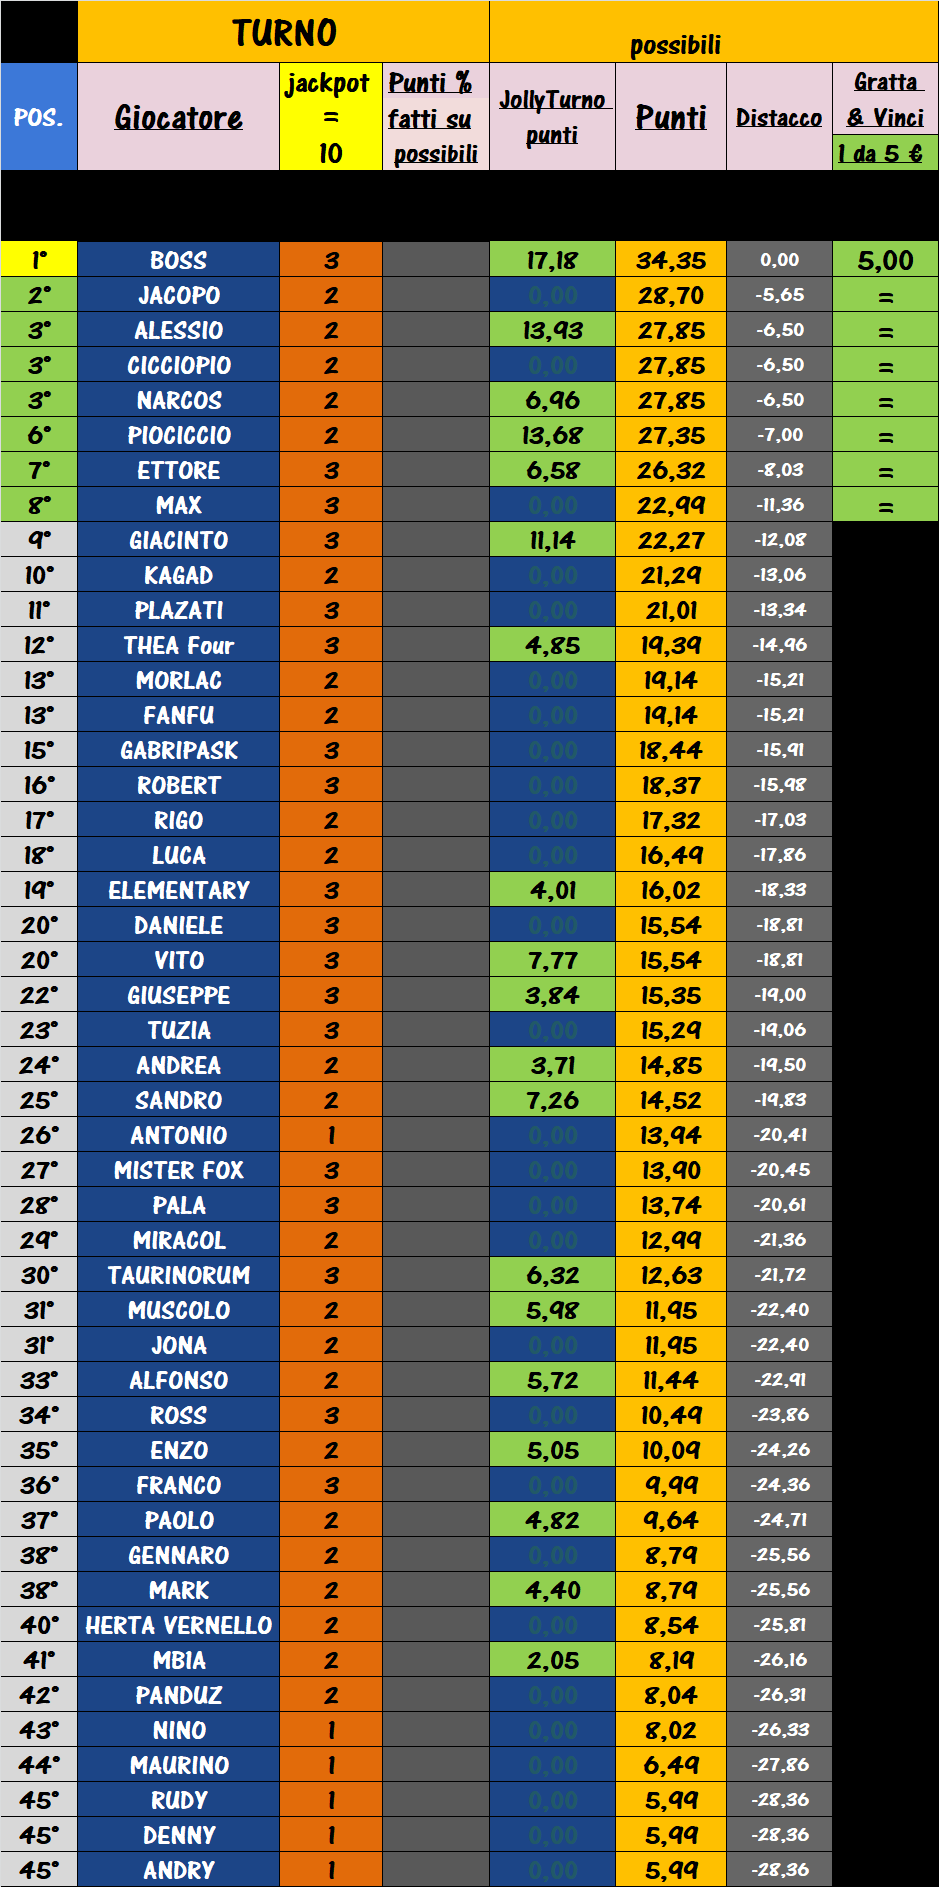 TURNO
possibili
POS.
Giocatore
jackpot
=
10
Punti %
fatti su
possibili
JollyTurno
punti
Punti
Distacco
Gratta
& Vinci
1 da 5 €
1° BOSS 3 17,18 34,35 0,00 5,00
2° JACOPO 2 0,00 28,70 -5,65 =
3° ALESSIO 2 13,93 27,85 -6,50 =
3° CICCIOPIO 2 0,00 27,85 -6,50 =
3° NARCOS 2 6,96 27,85 -6,50 =
6° PIOCICCIO 2 13,68 27,35 -7,00 =
7° ETTORE 3 6,58 26,32 -8,03 =
8° MAX 3 0,00 22,99 -11,36 =
9° GIACINTO 3 11,14 22,27 -12,08
10° KAGAD 2 0,00 21,29 -13,06
11° PLAZATI 3 0,00 21,01 -13,34
12° THEA Four 3 4,85 19,39 -14,96
13° MORLAC 2 0,00 19,14 -15,21
13° FANFU 2 0,00 19,14 -15,21
15° GABRIPASK 3 0,00 18,44 -15,91
16° ROBERT 3 0,00 18,37 -15,98
17° RIGO 2 0,00 17,32 -17,03
18° LUCA 2 0,00 16,49 -17,86
19° ELEMENTARY 3 4,01 16,02 -18,33
20° DANIELE 3 0,00 15,54 -18,81
20° VITO 3 7,77 15,54 -18,81
22° GIUSEPPE 3 3,84 15,35 -19,00
23° TUZIA 3 0,00 15,29 -19,06
24° ANDREA 2 3,71 14,85 -19,50
25° SANDRO 2 7,26 14,52 -19,83
26° ANTONIO 1 0,00 13,94 -20,41
27° MISTER FOX 3 0,00 13,90 -20,45
28° PALA 3 0,00 13,74 -20,61
29° MIRACOL 2 0,00 12,99 -21,36
30° TAURINORUM 3 6,32 12,63 -21,72
31° MUSCOLO 2 5,98 11,95 -22,40
31° JONA 2 0,00 11,95 -22,40
33° ALFONSO 2 5,72 11,44 -22,91
34° ROSS 3 0,00 10,49 -23,86
35° ENZO 2 5,05 10,09 -24,26
36° FRANCO 3 0,00 9,99 -24,36
37° PAOLO 2 4,82 9,64 -24,71
38° GENNARO 2 0,00 8,79 -25,56
38° MARK 2 4,40 8,79 -25,56
40° HERTA VERNELLO 2 0,00 8,54 -25,81
41° MBIA 2 2,05 8,19 -26,16
42° PANDUZ 2 0,00 8,04 -26,31
43° NINO 1 0,00 8,02 -26,33
44° MAURINO 1 0,00 6,49 -27,86
45° RUDY 1 0,00 5,99 -28,36
45° DENNY 1 0,00 5,99 -28,36
45° ANDRY 1 0,00 5,99 -28,36